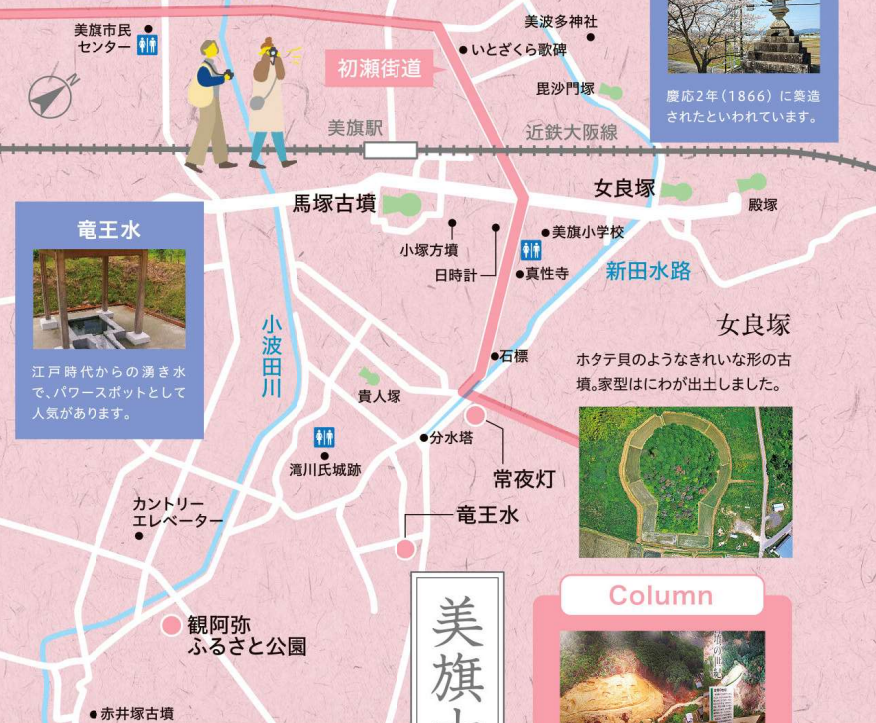 美旗市民
センター
N
初瀬街道
美波多神社
いとざくら歌碑
毘沙門塚
慶応2年（1866）に築造
されたといわれています。
美旗駅
近鉄大阪線
馬塚古墳
女良塚
殿塚
小塚方墳
日時計
美旗小学校
真性寺
新田水路
竜王水
江戸時代からの湧き水
で、パワースポットとして
人気があります。
小波田川
女良塚
ホタテ貝のようなきれいな形の古
墳。家型はにわが出土しました。
石標
貴人塚
分水塔
滝川氏城跡
常夜灯
竜王水
カントリー
エレベーター
観阿弥
ふるさと公園
赤井塚古墳
美旗
Column